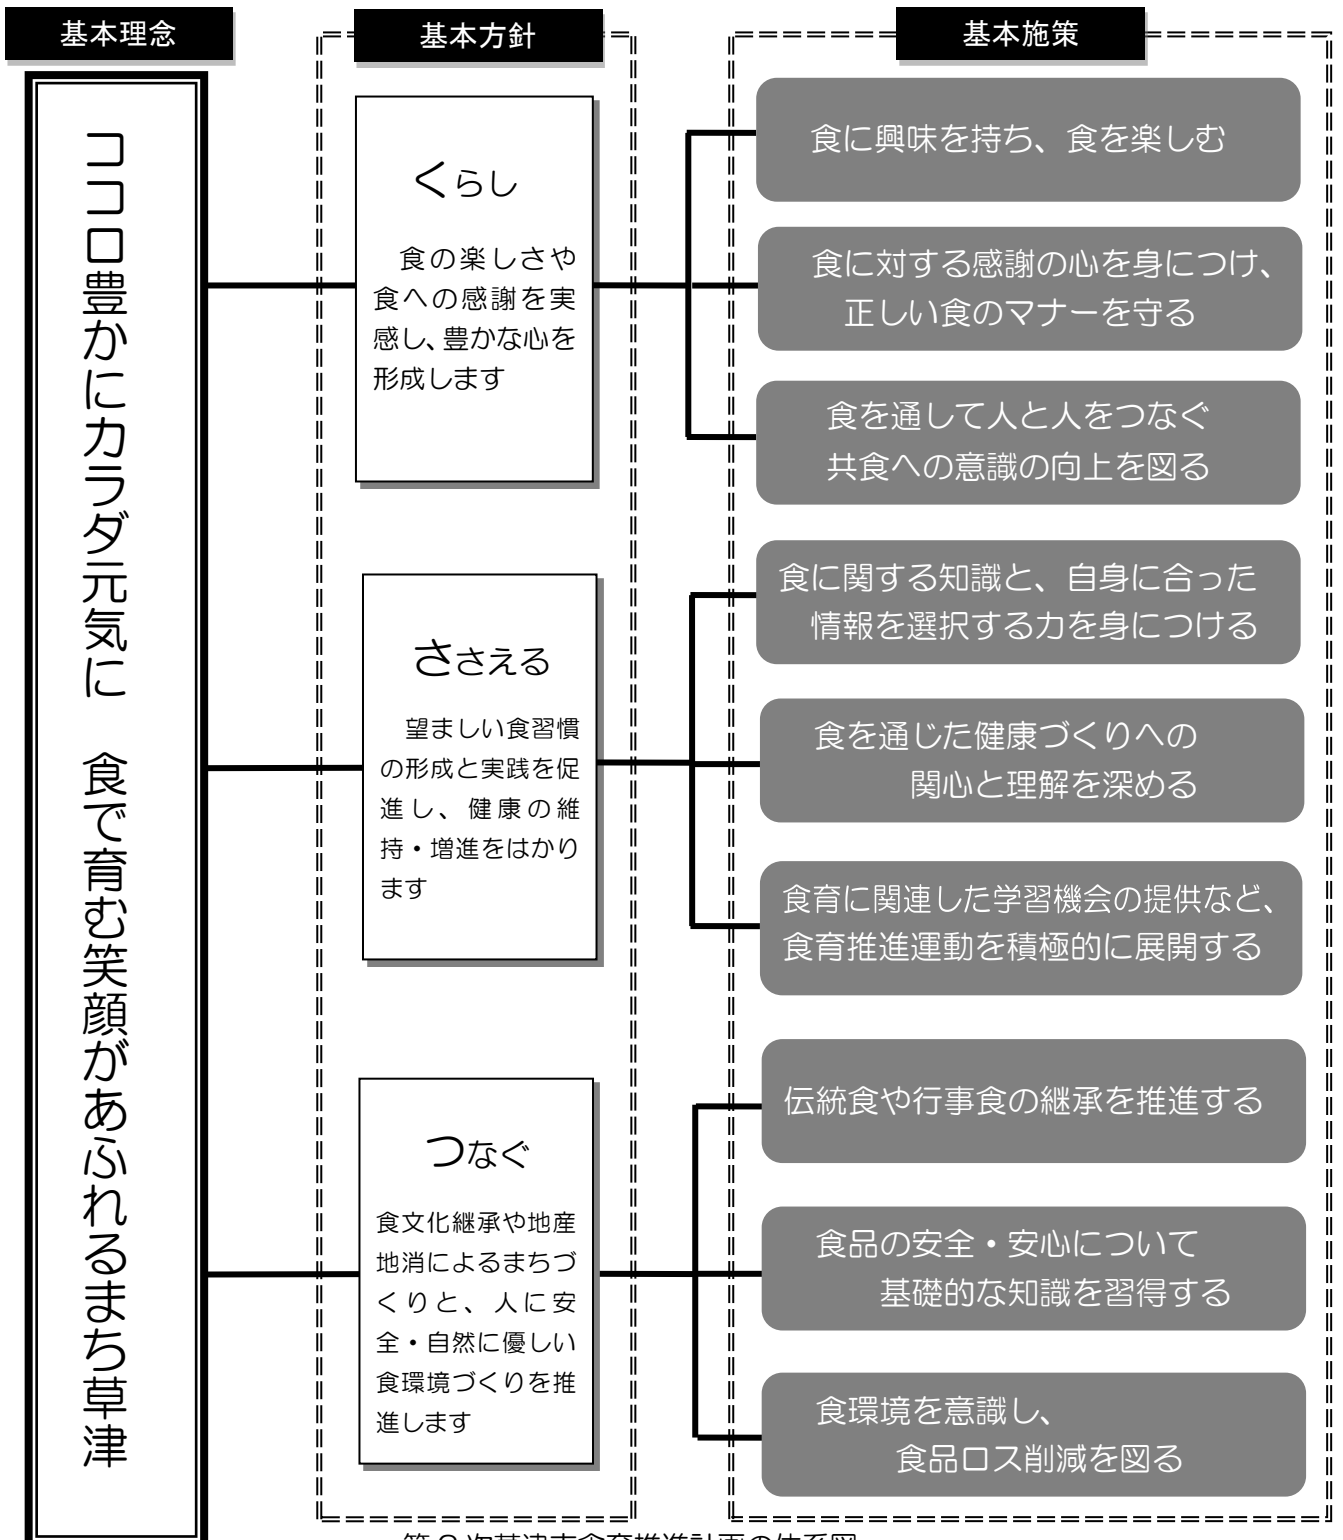 基本理念
基本方針
基本施策
ココロ豊かにカラダ元気に 食で育む笑顔があふれるまち草津
くらし
食の楽しさや
食への感謝を実
感し、豊かな心を
形成します
食に興味を持ち、食を楽しむ
食に対する感謝の心を身につけ、
正しい食のマナーを守る
食を通して人と人をつなぐ
共食への意識の向上を図る
ささえる
望ましい食習慣
の形成と実践を促
進し、健康の維
持・増進をはかり
ます
食に関する知識と、自身に合った
情報を選択する力を身につける
食を通じた健康づくりへの
関心と理解を深める
食育に関連した学習機会の提供など、
食育推進運動を積極的に展開する
つなぐ
食文化継承や地産
地消によるまちづ
くりと、人に安
全・自然に優しい
食環境づくりを推
進します
伝統食や行事食の継承を推進する
食品の安全・安心について
基礎的な知識を習得する
食環境を意識し、
食品ロス削減を図る